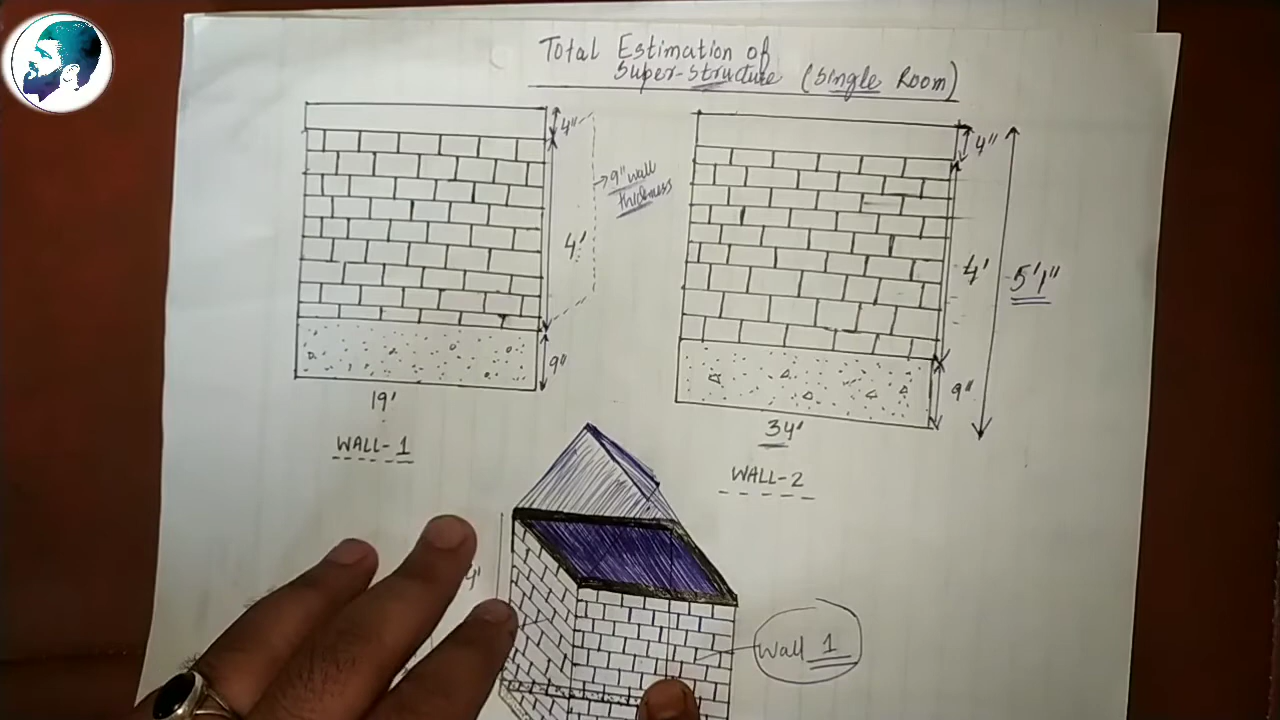 Total Estimation of
Super-Structure (Single Room)
4"
→9" wall
thickness
4'
9"
19'
WALL-1
4"
4'
5'1"
9"
34'
WALL-2
Wall 1